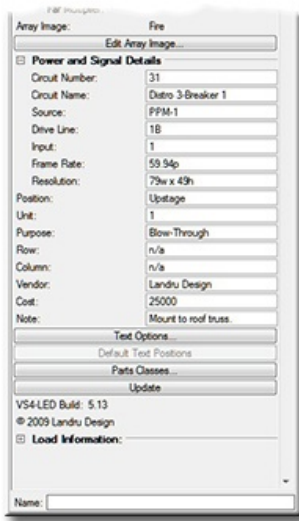 Array Image: Fire
Edit Array Image...
Power and Signal Details
Circuit Number: 31
Circuit Name: Distro 3-Breaker 1
Source: PPM-1
Drive Line: 1B
Input: 1
Frame Rate: 59.94p
Resolution: 79w x 49h
Position: Upstage
Unit: 1
Purpose: Blow-Through
Row: n/a
Column: n/a
Vendor: Landru Design
Cost: 25000
Note: Mount to roof truss.
Text Options...
Default Text Positions
Parts Classes...
Update
VS4-LED Build: 5.13
© 2009 Landru Design
Load Information:
Name: